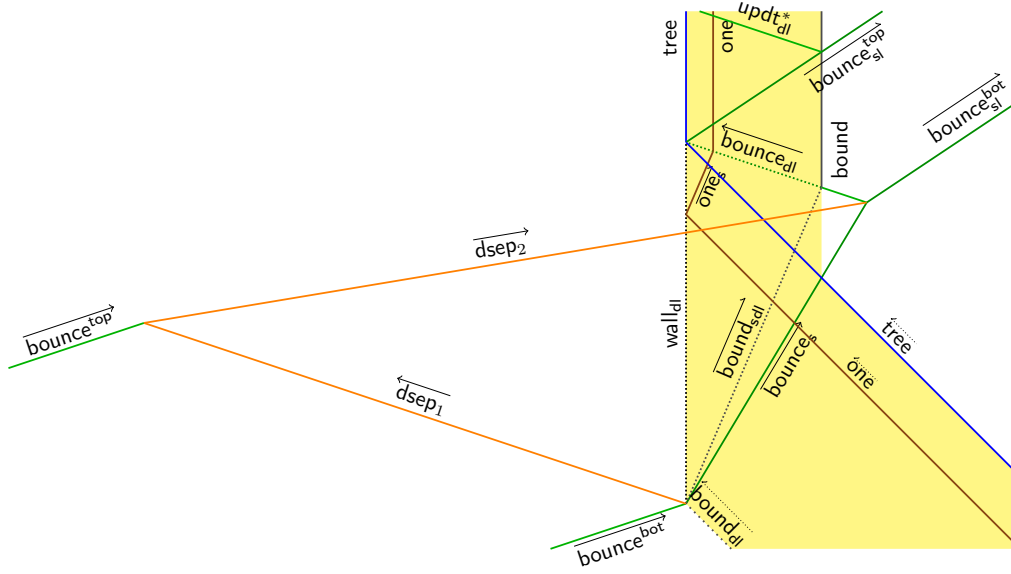 updt*dl
tree
one
bouncetopsl
bouncebotsl
bouncedl
bound
ones
dsep2
bouncetop
walldl
boundsdl
bounces
tree
one
dsep1
bounddl
bouncebot